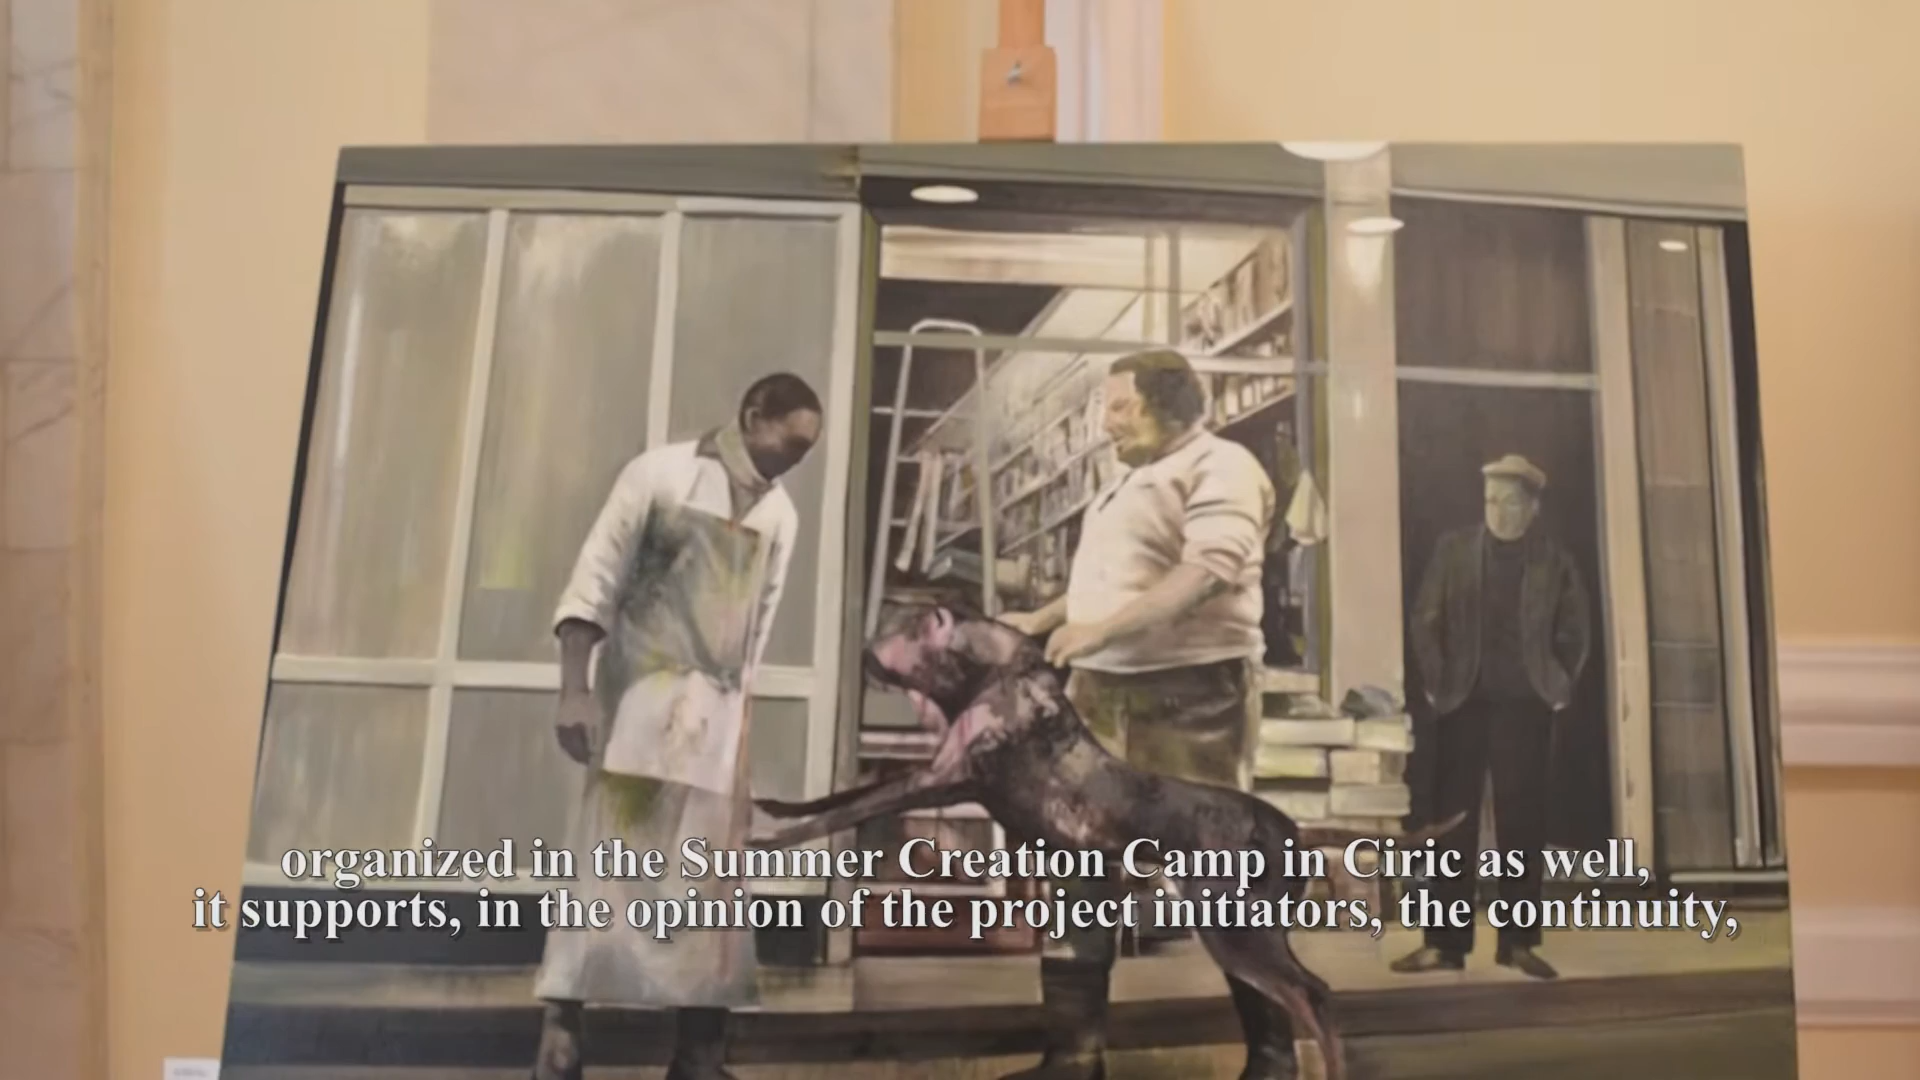 organized in the Summer Creation Camp in Ciric as well,
it supports, in the opinion of the project initiators, the continuity,